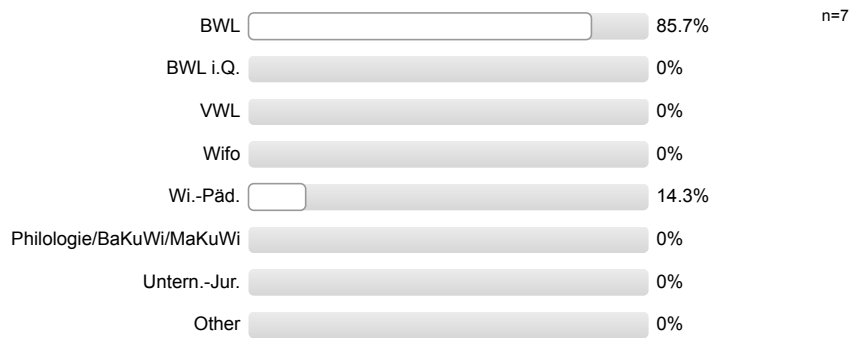 n=7
BWL 85.7%
BWL i.Q. 0%
VWL 0%
Wifo 0%
Wi.-Päd. 14.3%
Philologie/BaKuWi/MaKuWi 0%
Untern.-Jur. 0%
Other 0%